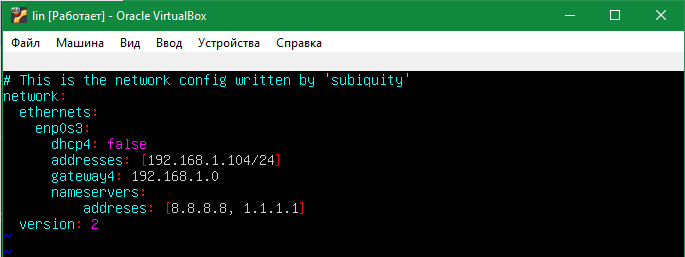 lin [Работает] - Oracle VirtualBox
Файл Машина Вид Ввод Устройства Справка
# This is the network config written by 'subiquity'
network:
  ethernets:
    enp0s3:
      dhcp4: false
      addresses: [192.168.1.104/24]
      gateway4: 192.168.1.0
      nameservers:
          addreses: [8.8.8.8, 1.1.1.1]
  version: 2
~
~